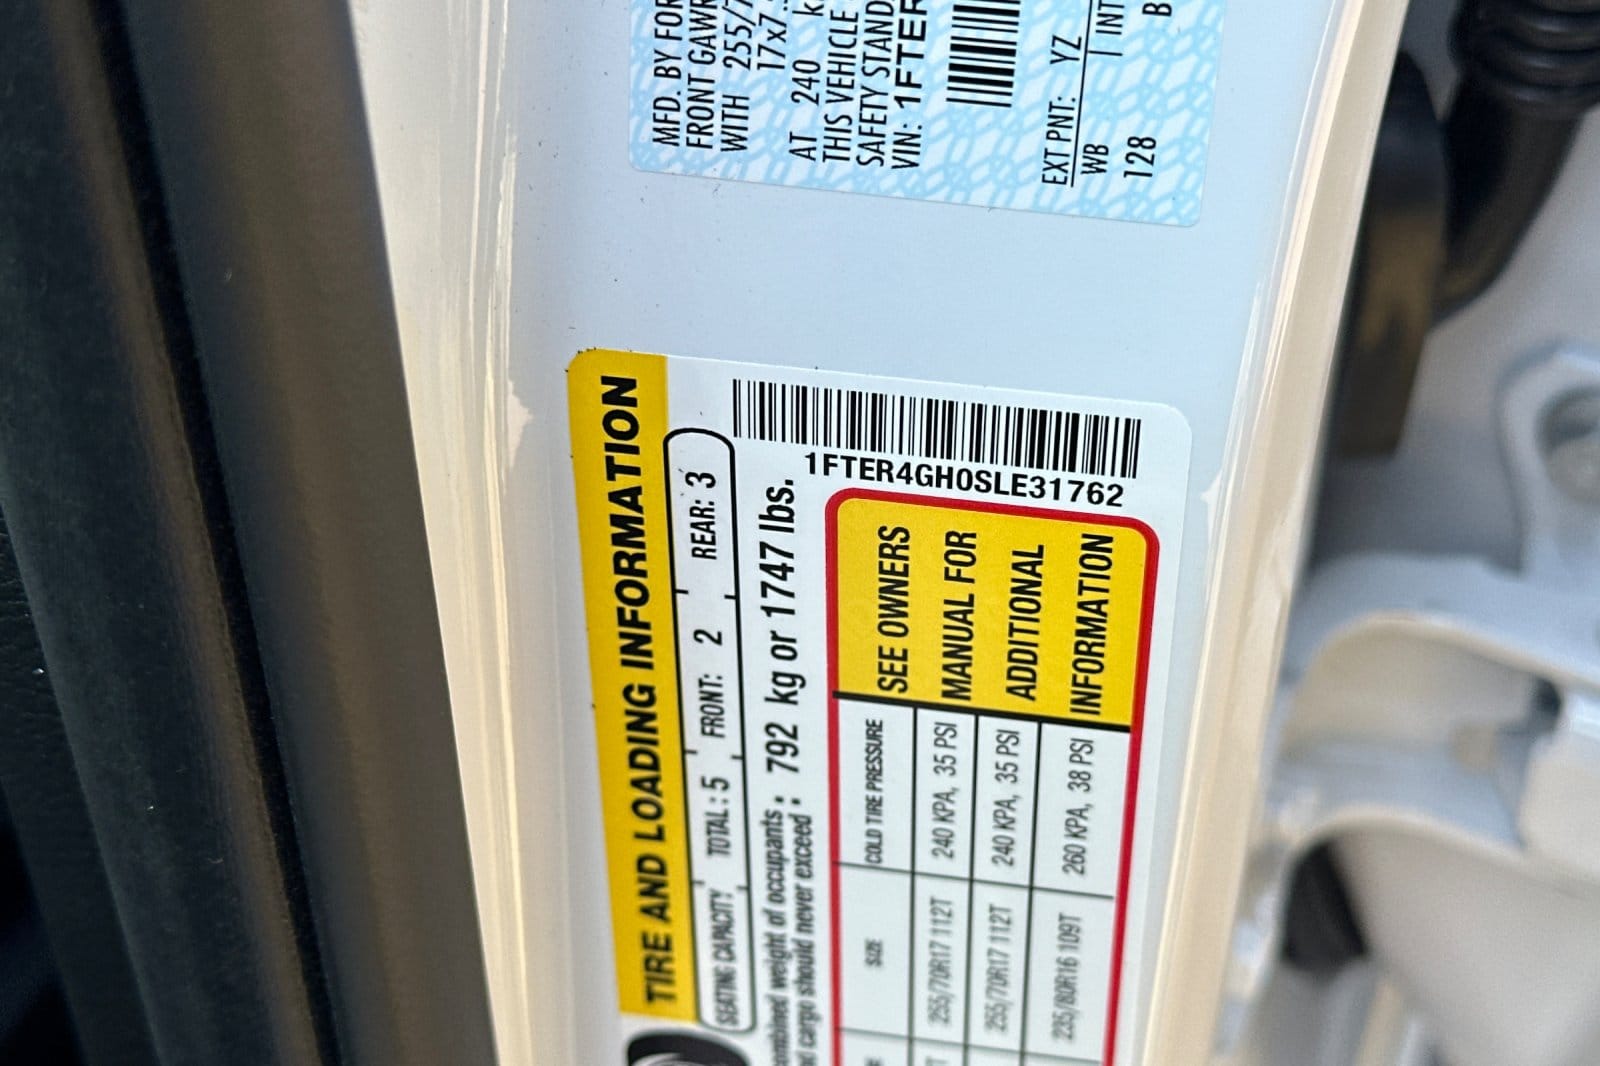 MFD. BY FOR
FRONT GAWR
WITH 255/7
17x7.
AT 240 k
THIS VEHICLE
SAFETY STAND
VIN: 1FTER
EXT PNT: YZ
WB INT
128 B
TIRE AND LOADING INFORMATION
SEATING CAPACITY TOTAL: 5 FRONT: 2 REAR: 3
combined weight of occupants
cargo should never exceed : 792 kg or 1747 lbs.
1FTER4GH0SLE31762
SIZE COLD TIRE PRESSURE
255/70R17 112T 240 KPA, 35 PSI
255/70R17 112T 240 KPA, 35 PSI
235/80R16 109T 260 KPA, 38 PSI
SEE OWNERS
MANUAL FOR
ADDITIONAL
INFORMATION